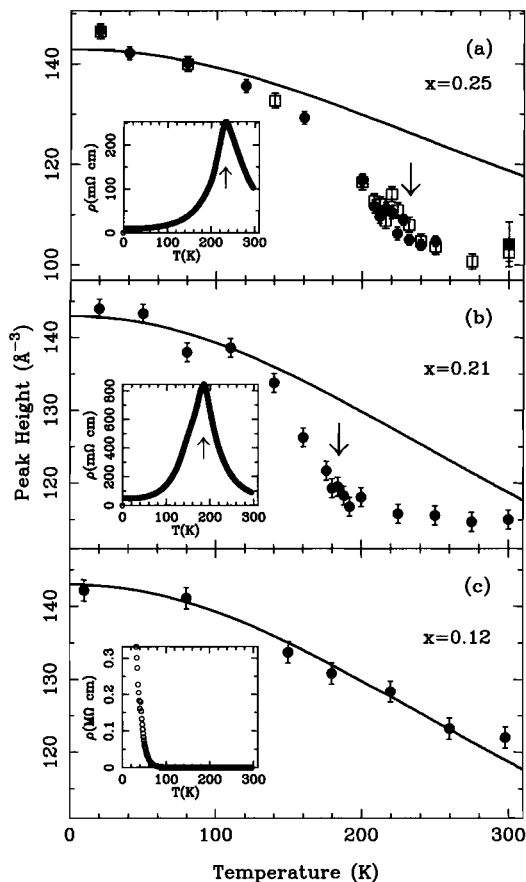 (a)
x=0.25
140
120
100
ρ(mΩ cm)
200
100
0
0 100 200 300
T(K)
(b)
x=0.21
140
130
120
Peak Height (Å⁻³)
ρ(mΩ cm)
800
600
400
200
0
0 100 200 300
T(K)
(c)
x=0.12
140
130
120
ρ(MΩ cm)
0.3
0.2
0.1
0
0 100 200 300
T(K)
0 100 200 300
Temperature (K)